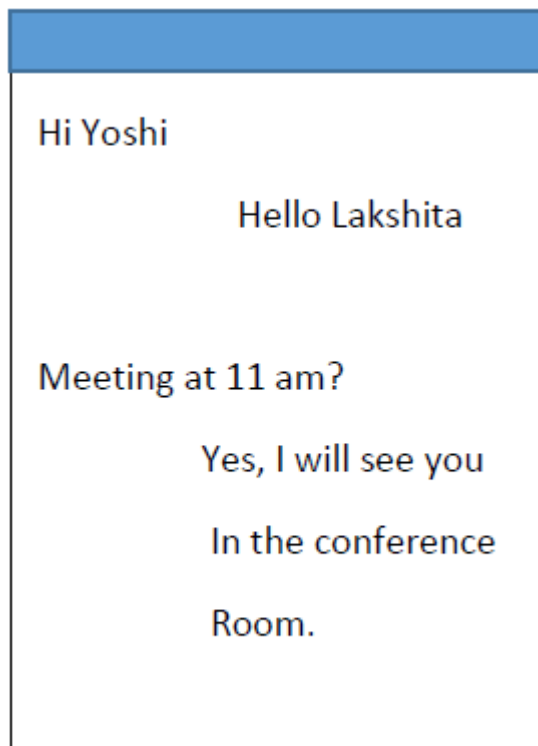 Hi Yoshi
Hello Lakshita
Meeting at 11 am?
Yes, I will see you
In the conference
Room.